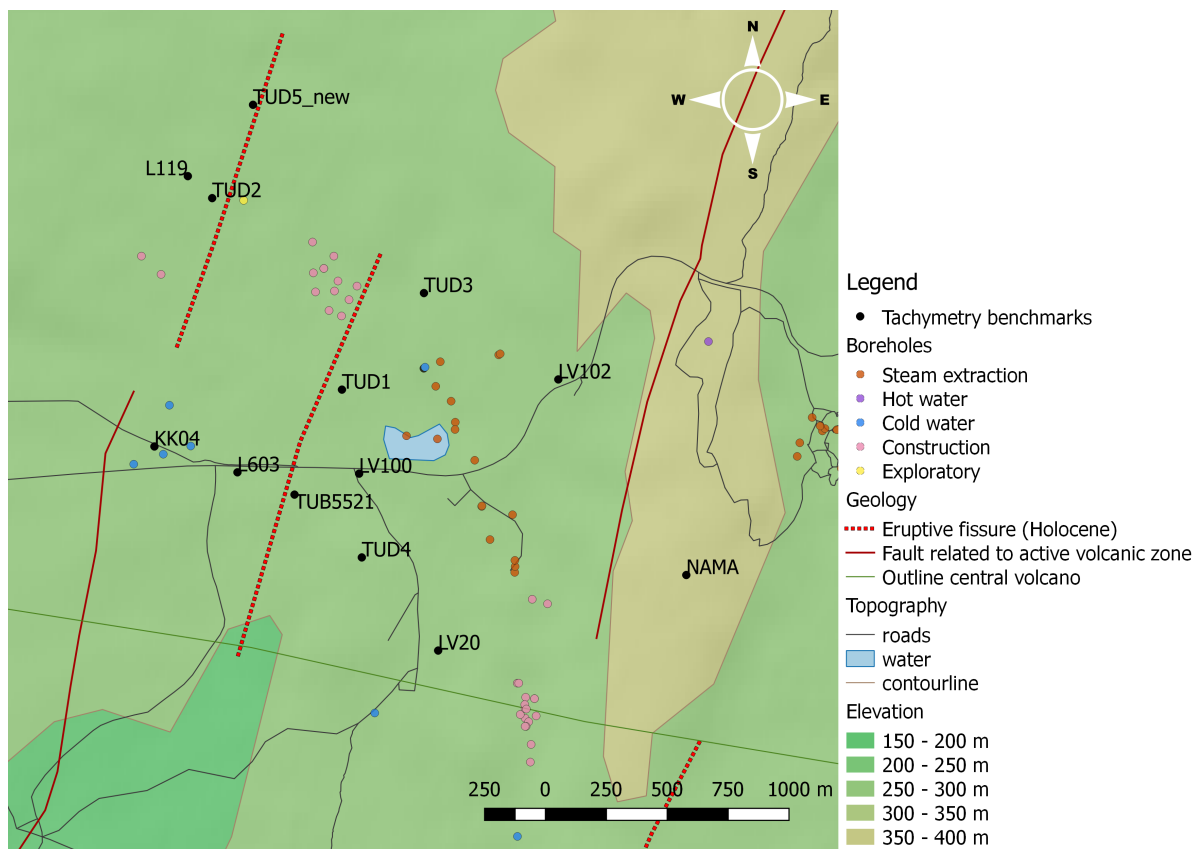 N
TUD5_new
W
E
L119
S
TUD2
TUD3
Legend
Tachymetry benchmarks
Boreholes
LV102
Steam extraction
TUD1
Hot water
Cold water
KK04
Construction
L603
LV100
Exploratory
TUB5521
Geology
Eruptive fissure (Holocene)
TUD4
Fault related to active volcanic zone
NAMA
Outline central volcano
Topography
roads
LV20
water
contourline
Elevation
150 - 200 m
200 - 250 m
250 0 250 500 750 1000 m
250 - 300 m
300 - 350 m
350 - 400 m